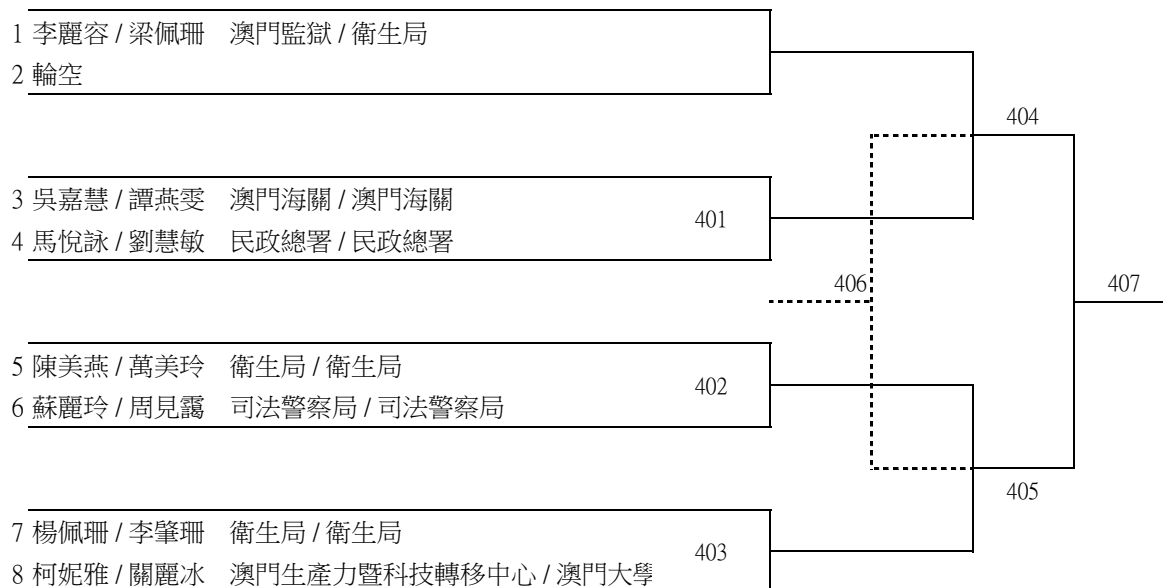 1 李麗容 / 梁佩珊 澳門監獄 / 衛生局
2 輪空
404
3 吳嘉慧 / 譚燕雯 澳門海關 / 澳門海關
401
4 馬悅詠 / 劉慧敏 民政總署 / 民政總署
406
407
5 陳美燕 / 萬美玲 衛生局 / 衛生局
402
6 蘇麗玲 / 周見靄 司法警察局 / 司法警察局
405
7 楊佩珊 / 李肇珊 衛生局 / 衛生局
403
8 柯妮雅 / 關麗冰 澳門生產力暨科技轉移中心 / 澳門大學